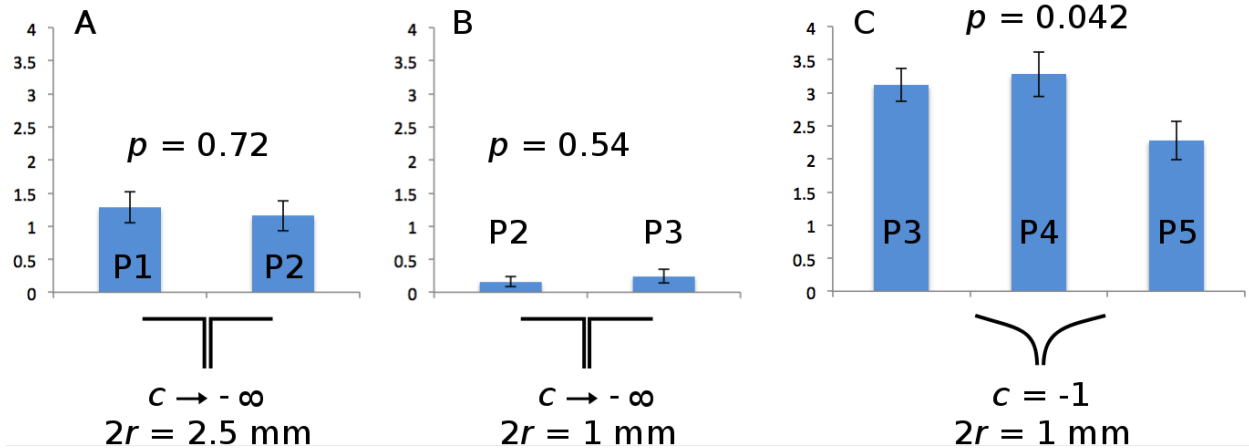 A
4
3.5
3
2.5
2
1.5
1
0.5
0
p = 0.72
P1
P2
c → - ∞
2r = 2.5 mm
B
4
3.5
3
2.5
2
1.5
1
0.5
0
p = 0.54
P2
P3
c → - ∞
2r = 1 mm
C
p = 0.042
4
3.5
3
2.5
2
1.5
1
0.5
0
P3
P4
P5
c = -1
2r = 1 mm